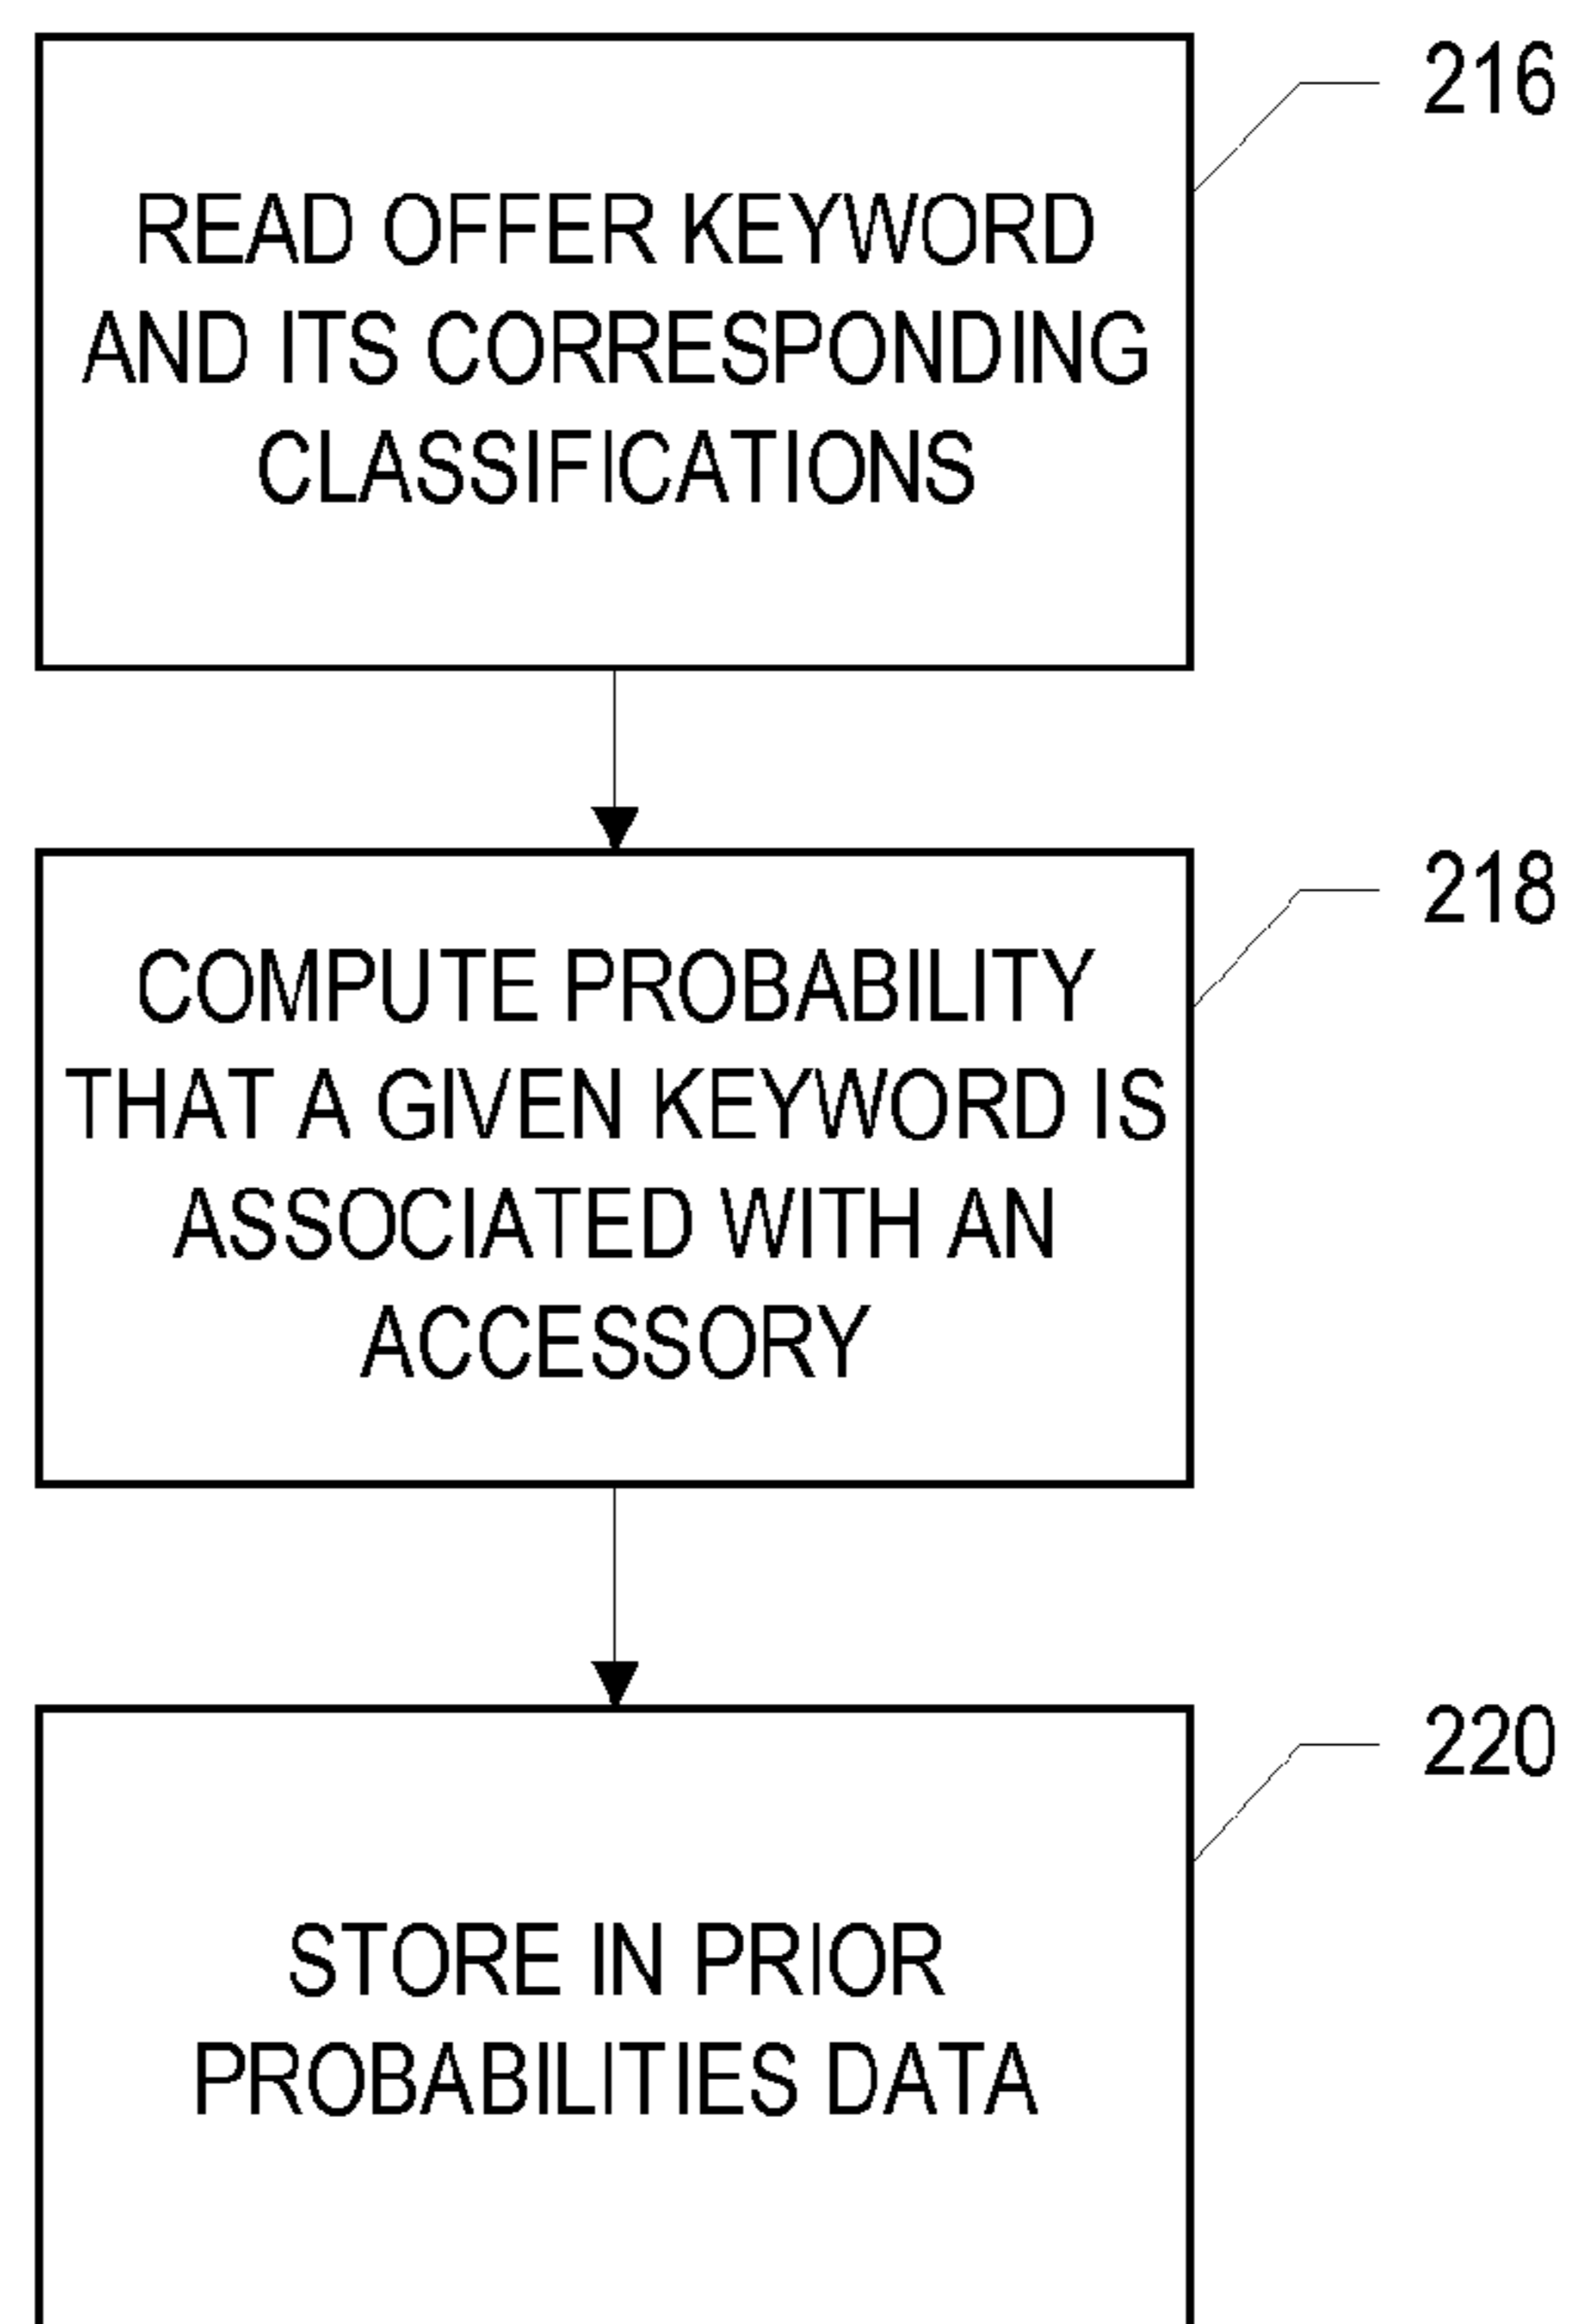 216
READ OFFER KEYWORD
AND ITS CORRESPONDING
CLASSIFICATIONS
218
COMPUTE PROBABILITY
THAT A GIVEN KEYWORD IS
ASSOCIATED WITH AN
ACCESSORY
220
STORE IN PRIOR
PROBABILITIES DATA